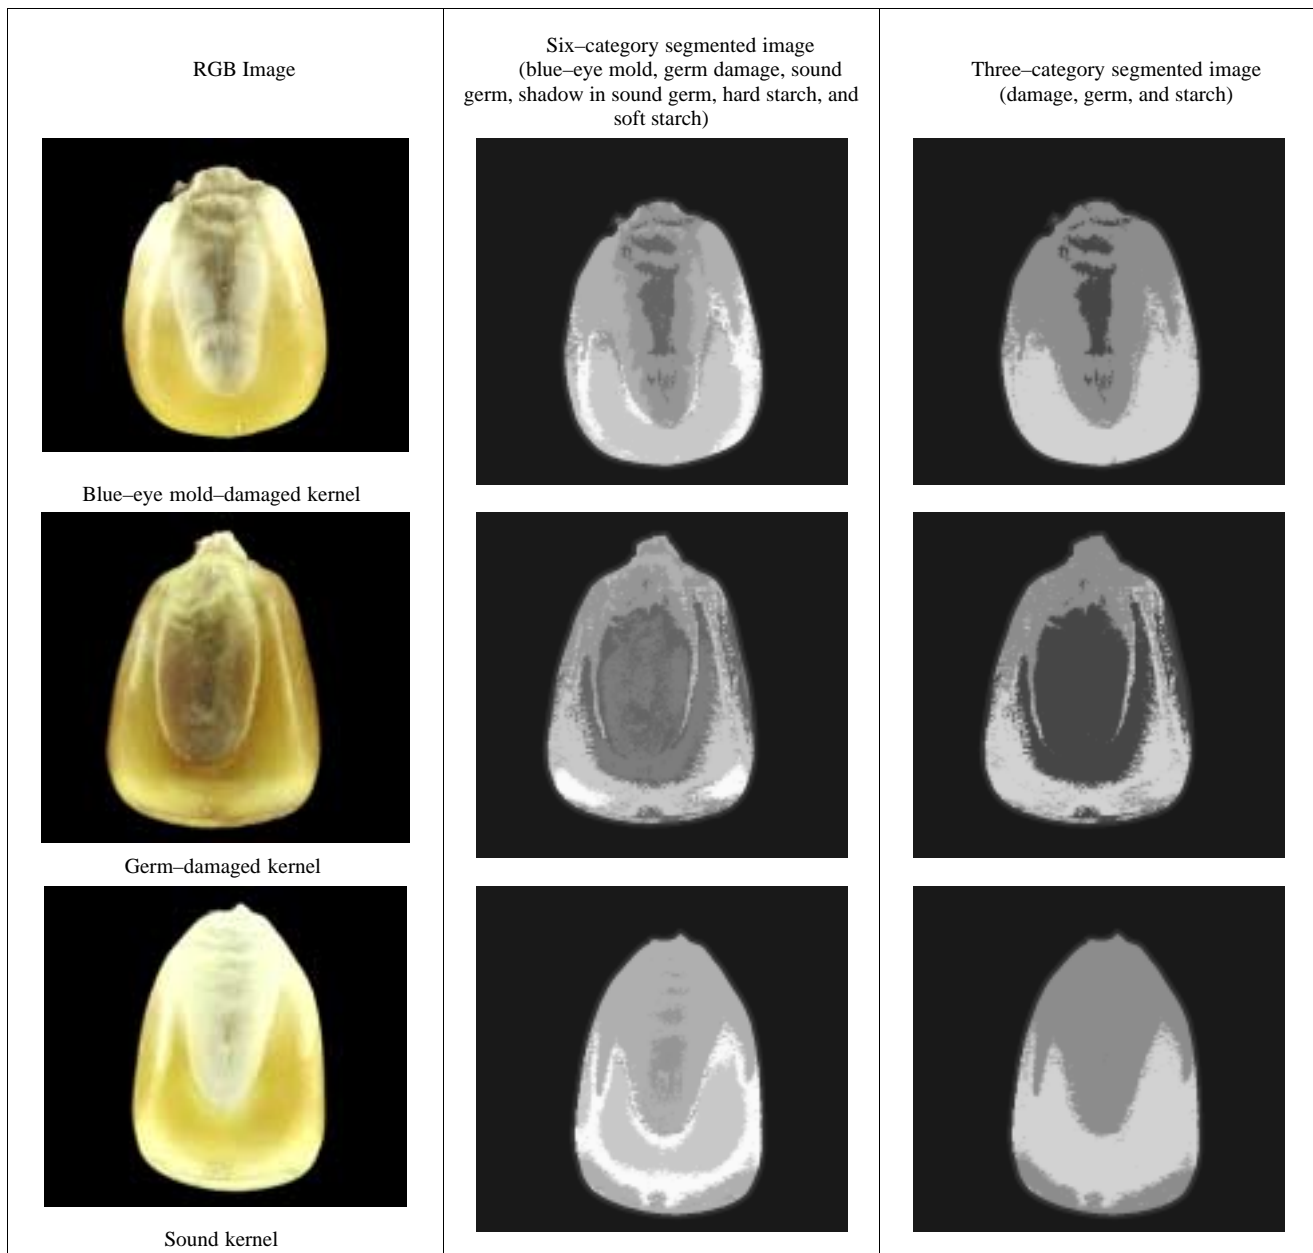 RGB Image
Six–category segmented image
(blue–eye mold, germ damage, sound
germ, shadow in sound germ, hard starch, and
soft starch)
Three–category segmented image
(damage, germ, and starch)
Blue–eye mold–damaged kernel
Germ–damaged kernel
Sound kernel